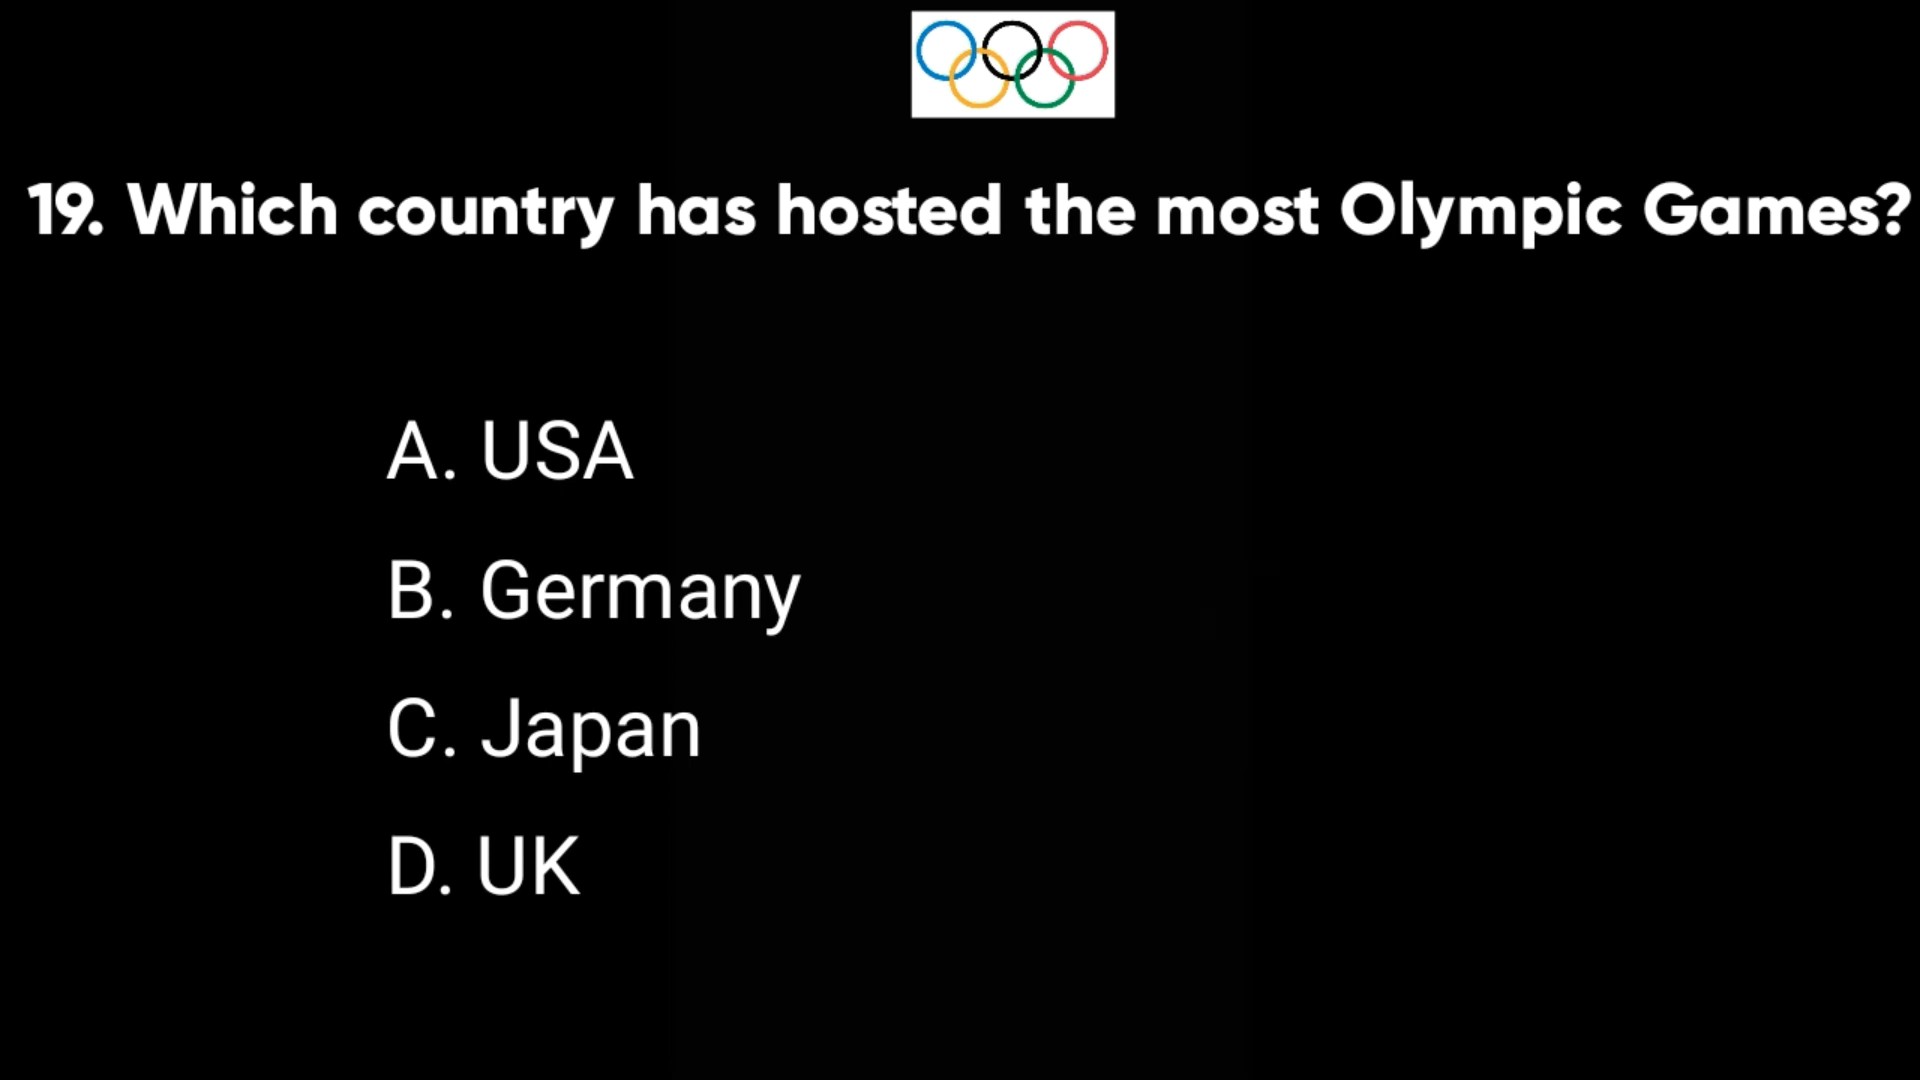 19. Which country has hosted the most Olympic Games?
A. USA
B. Germany
C. Japan
D. UK